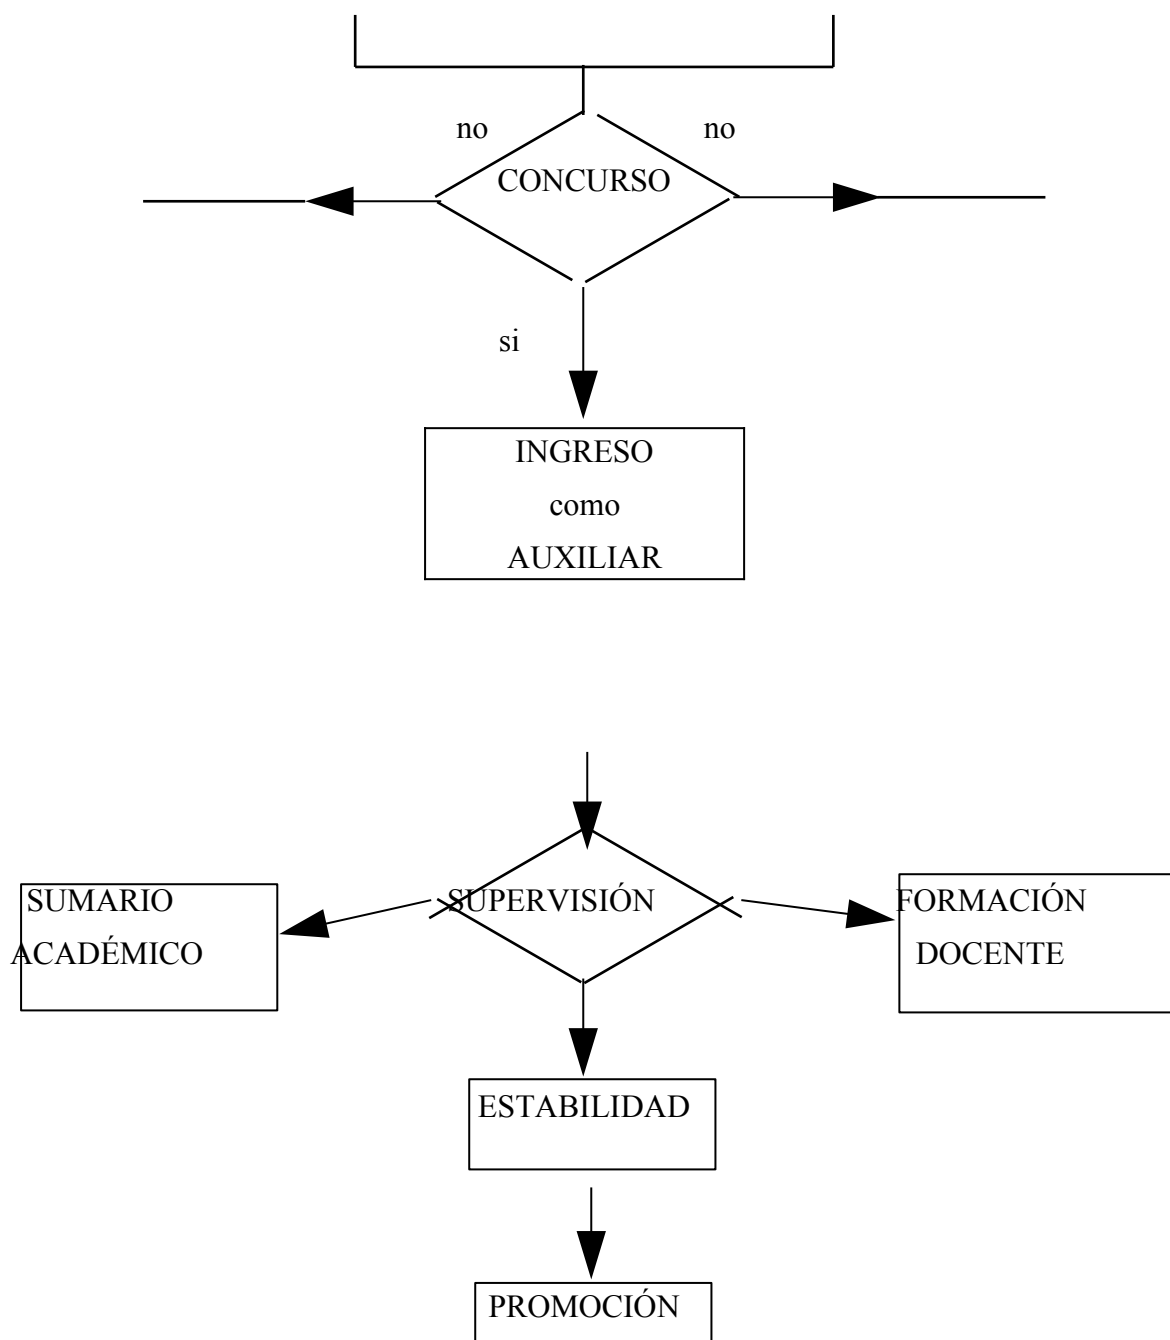 no
no
CONCURSO
si
INGRESO
como
AUXILIAR
SUMARIO
ACADÉMICO
SUPERVISIÓN
FORMACIÓN
DOCENTE
ESTABILIDAD
PROMOCIÓN